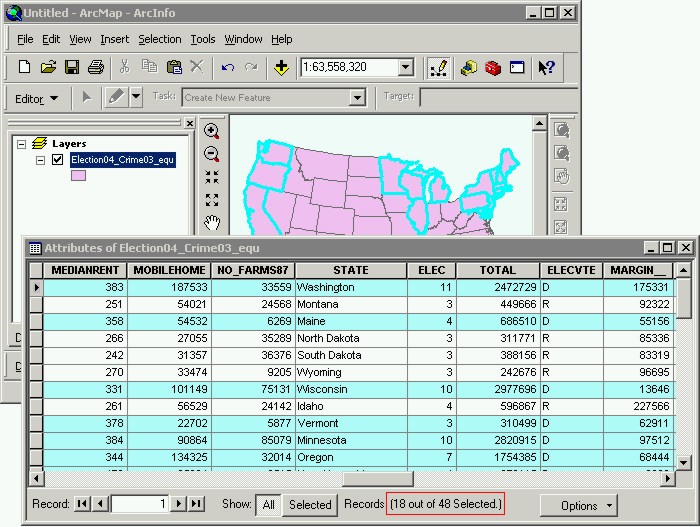 Untitled - ArcMap - ArcInfo
File Edit View Insert Selection Tools Window Help
1:63,558,320
Editor Task: Create New Feature Target:
Layers
Election04_Crime03_equ
Attributes of Election04_Crime03_equ
MEDIANRENT MOBILEHOME NO_FARMS87 STATE ELEC TOTAL ELECVTE MARGIN__
383 187533 33559 Washington 11 2472729 D 175331
251 54021 24568 Montana 3 449666 R 92322
358 54532 6269 Maine 4 686510 D 55156
266 27055 35289 North Dakota 3 311771 R 85336
242 31357 36376 South Dakota 3 388156 R 83319
270 33474 9205 Wyoming 3 242676 R 96695
331 101149 75131 Wisconsin 10 2977696 D 13646
261 56529 24142 Idaho 4 596867 R 227566
378 22702 5877 Vermont 3 310499 D 62911
384 90864 85079 Minnesota 10 2820915 D 97512
344 134325 32014 Oregon 7 1754385 D 68444
Record: 1 Show: All Selected Records (18 out of 48 Selected.) Options